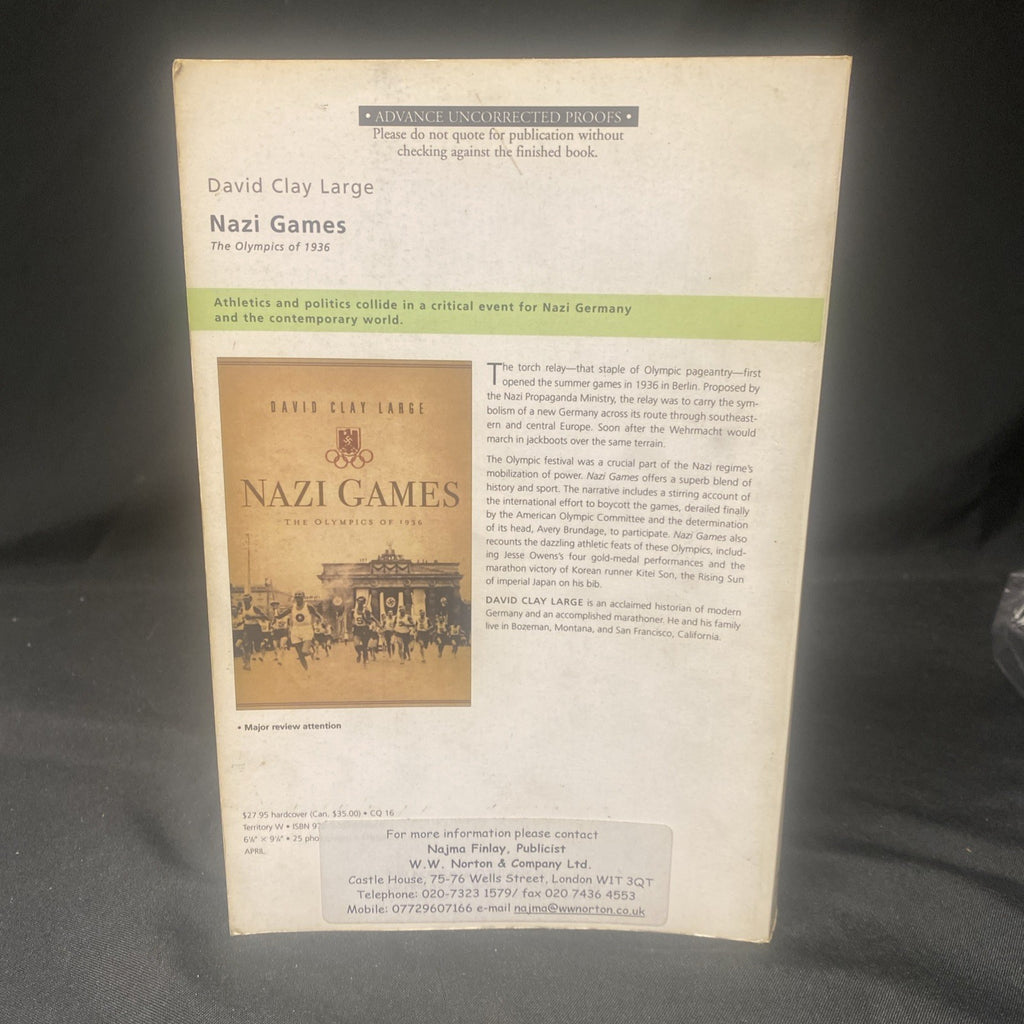 • ADVANCE UNCORRECTED PROOFS •
Please do not quote for publication without
checking against the finished book.
David Clay Large
Nazi Games
The Olympics of 1936
Athletics and politics collide in a critical event for Nazi Germany
and the contemporary world.
DAVID CLAY LARGE
NAZI GAMES
THE OLYMPICS OF 1936
The torch relay—that staple of Olympic pageantry—first
opened the summer games in 1936 in Berlin. Proposed by
the Nazi Propaganda Ministry, the relay was to carry the sym-
bolism of a new Germany across its route through southeast-
ern and central Europe. Soon after the Wehrmacht would
march in jackboots over the same terrain.
The Olympic festival was a crucial part of the Nazi regime's
mobilization of power. Nazi Games offers a superb blend of
history and sport. The narrative includes a stirring account of
the international effort to boycott the games, derailed finally
by the American Olympic Committee and the determination
of its head, Avery Brundage, to participate. Nazi Games also
recounts the dazzling athletic feats of these Olympics, includ-
ing Jesse Owens's four gold-medal performances and the
marathon victory of Korean runner Kitei Son, the Rising Sun
of imperial Japan on his bib.
DAVID CLAY LARGE is an acclaimed historian of modern
Germany and an accomplished marathoner. He and his family
live in Bozeman, Montana, and San Francisco, California.
• Major review attention
$27.95 hardcover (Can. $35.00) • CQ 16
Territory W • ISBN 97
6⅛" × 9¼" • 25 pho
APRIL
For more information please contact
Najma Finlay, Publicist
W.W. Norton & Company Ltd.
Castle House, 75-76 Wells Street, London W1T 3QT
Telephone: 020-7323 1579/ fax 020 7436 4553
Mobile: 07729607166 e-mail najma@wwnorton.co.uk